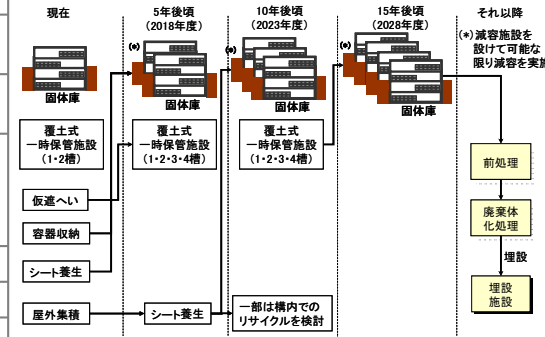 現在
5年後頃
(2018年度)
10年後頃
(2023年度)
15年後頃
(2028年度)
それ以降
(*)
(*)
(*)
(*)減容施設を
設けて可能な
限り減容を実施
固体庫
固体庫
固体庫
固体庫
覆土式
一時保管施設
(1・2槽)
覆土式
一時保管施設
(1・2・3・4槽)
覆土式
一時保管施設
(1・2・3・4槽)
仮遮へい
容器収納
シート養生
屋外集積
シート養生
一部は構内での
リサイクルを検討
前処理
廃棄体
化処理
埋設
埋設
施設